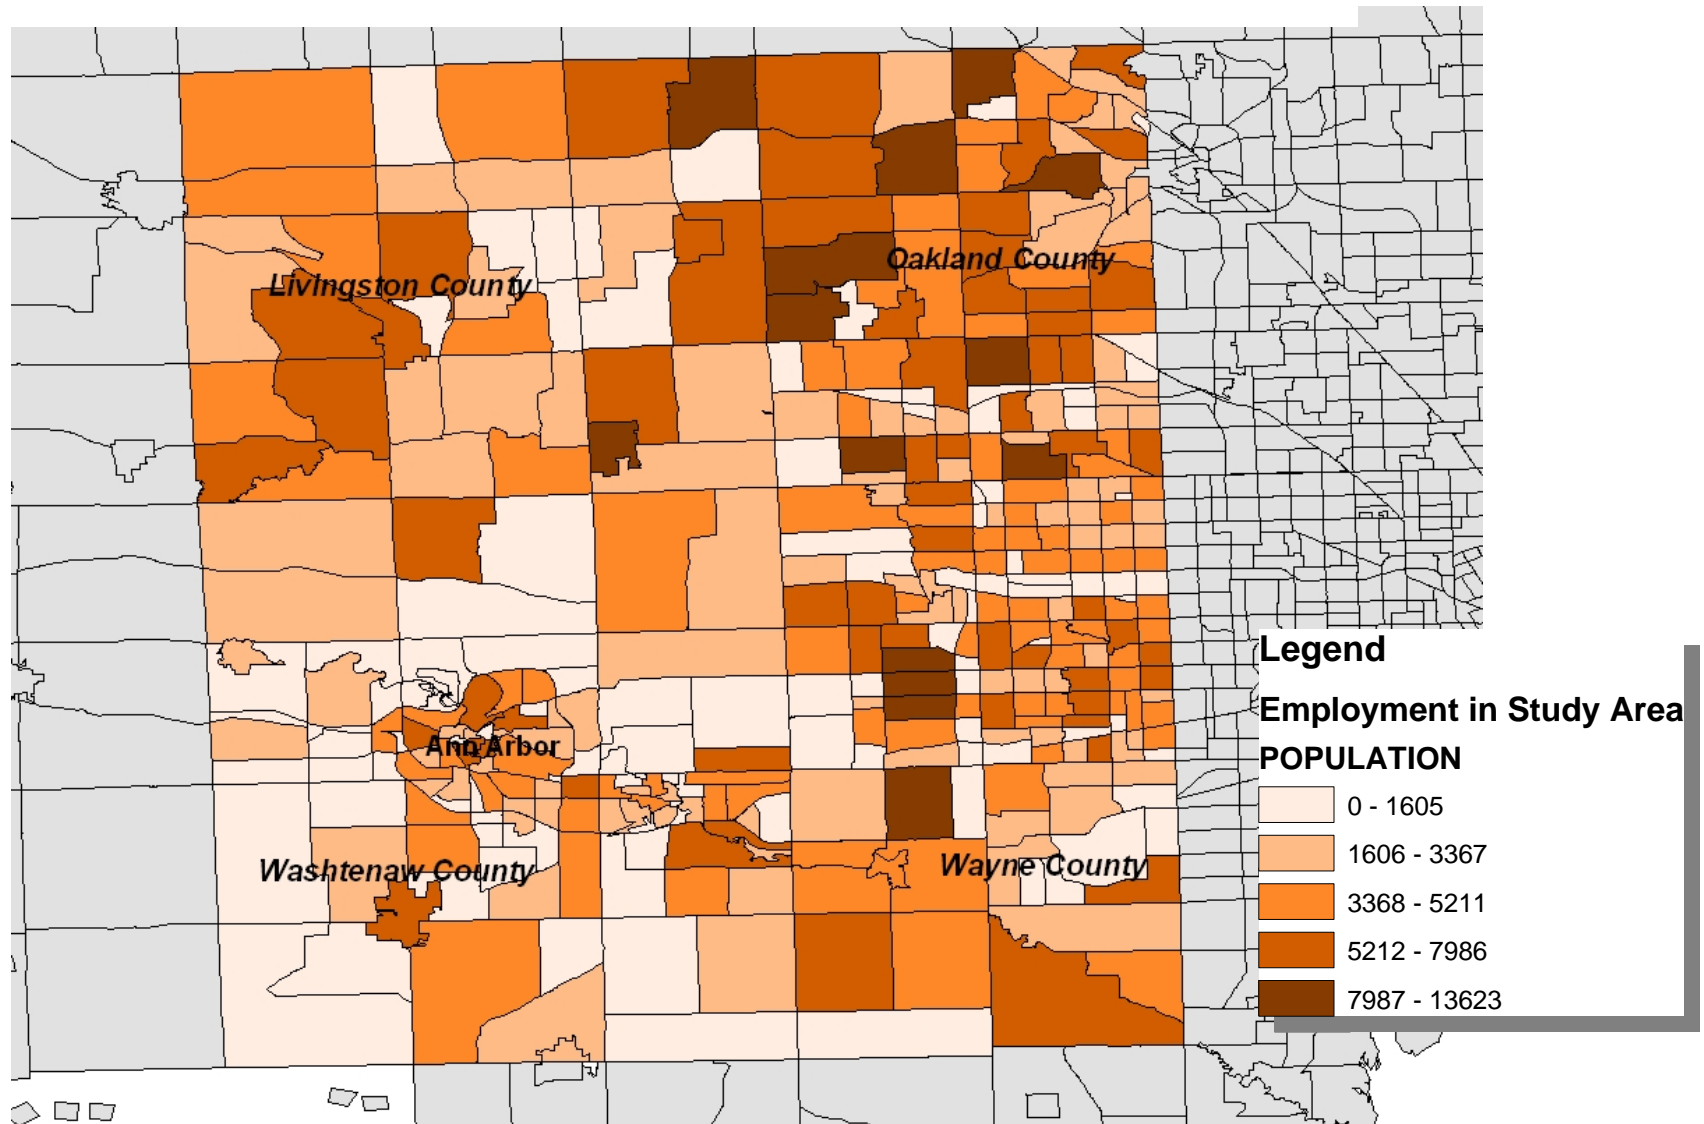 Oakland County
Livingston County
Legend
Employment in Study Area
Ann Arbor
POPULATION
0 - 1605
1606 - 3367
Washtenaw County
Wayne County
3368 - 5211
5212 - 7986
7987 - 13623